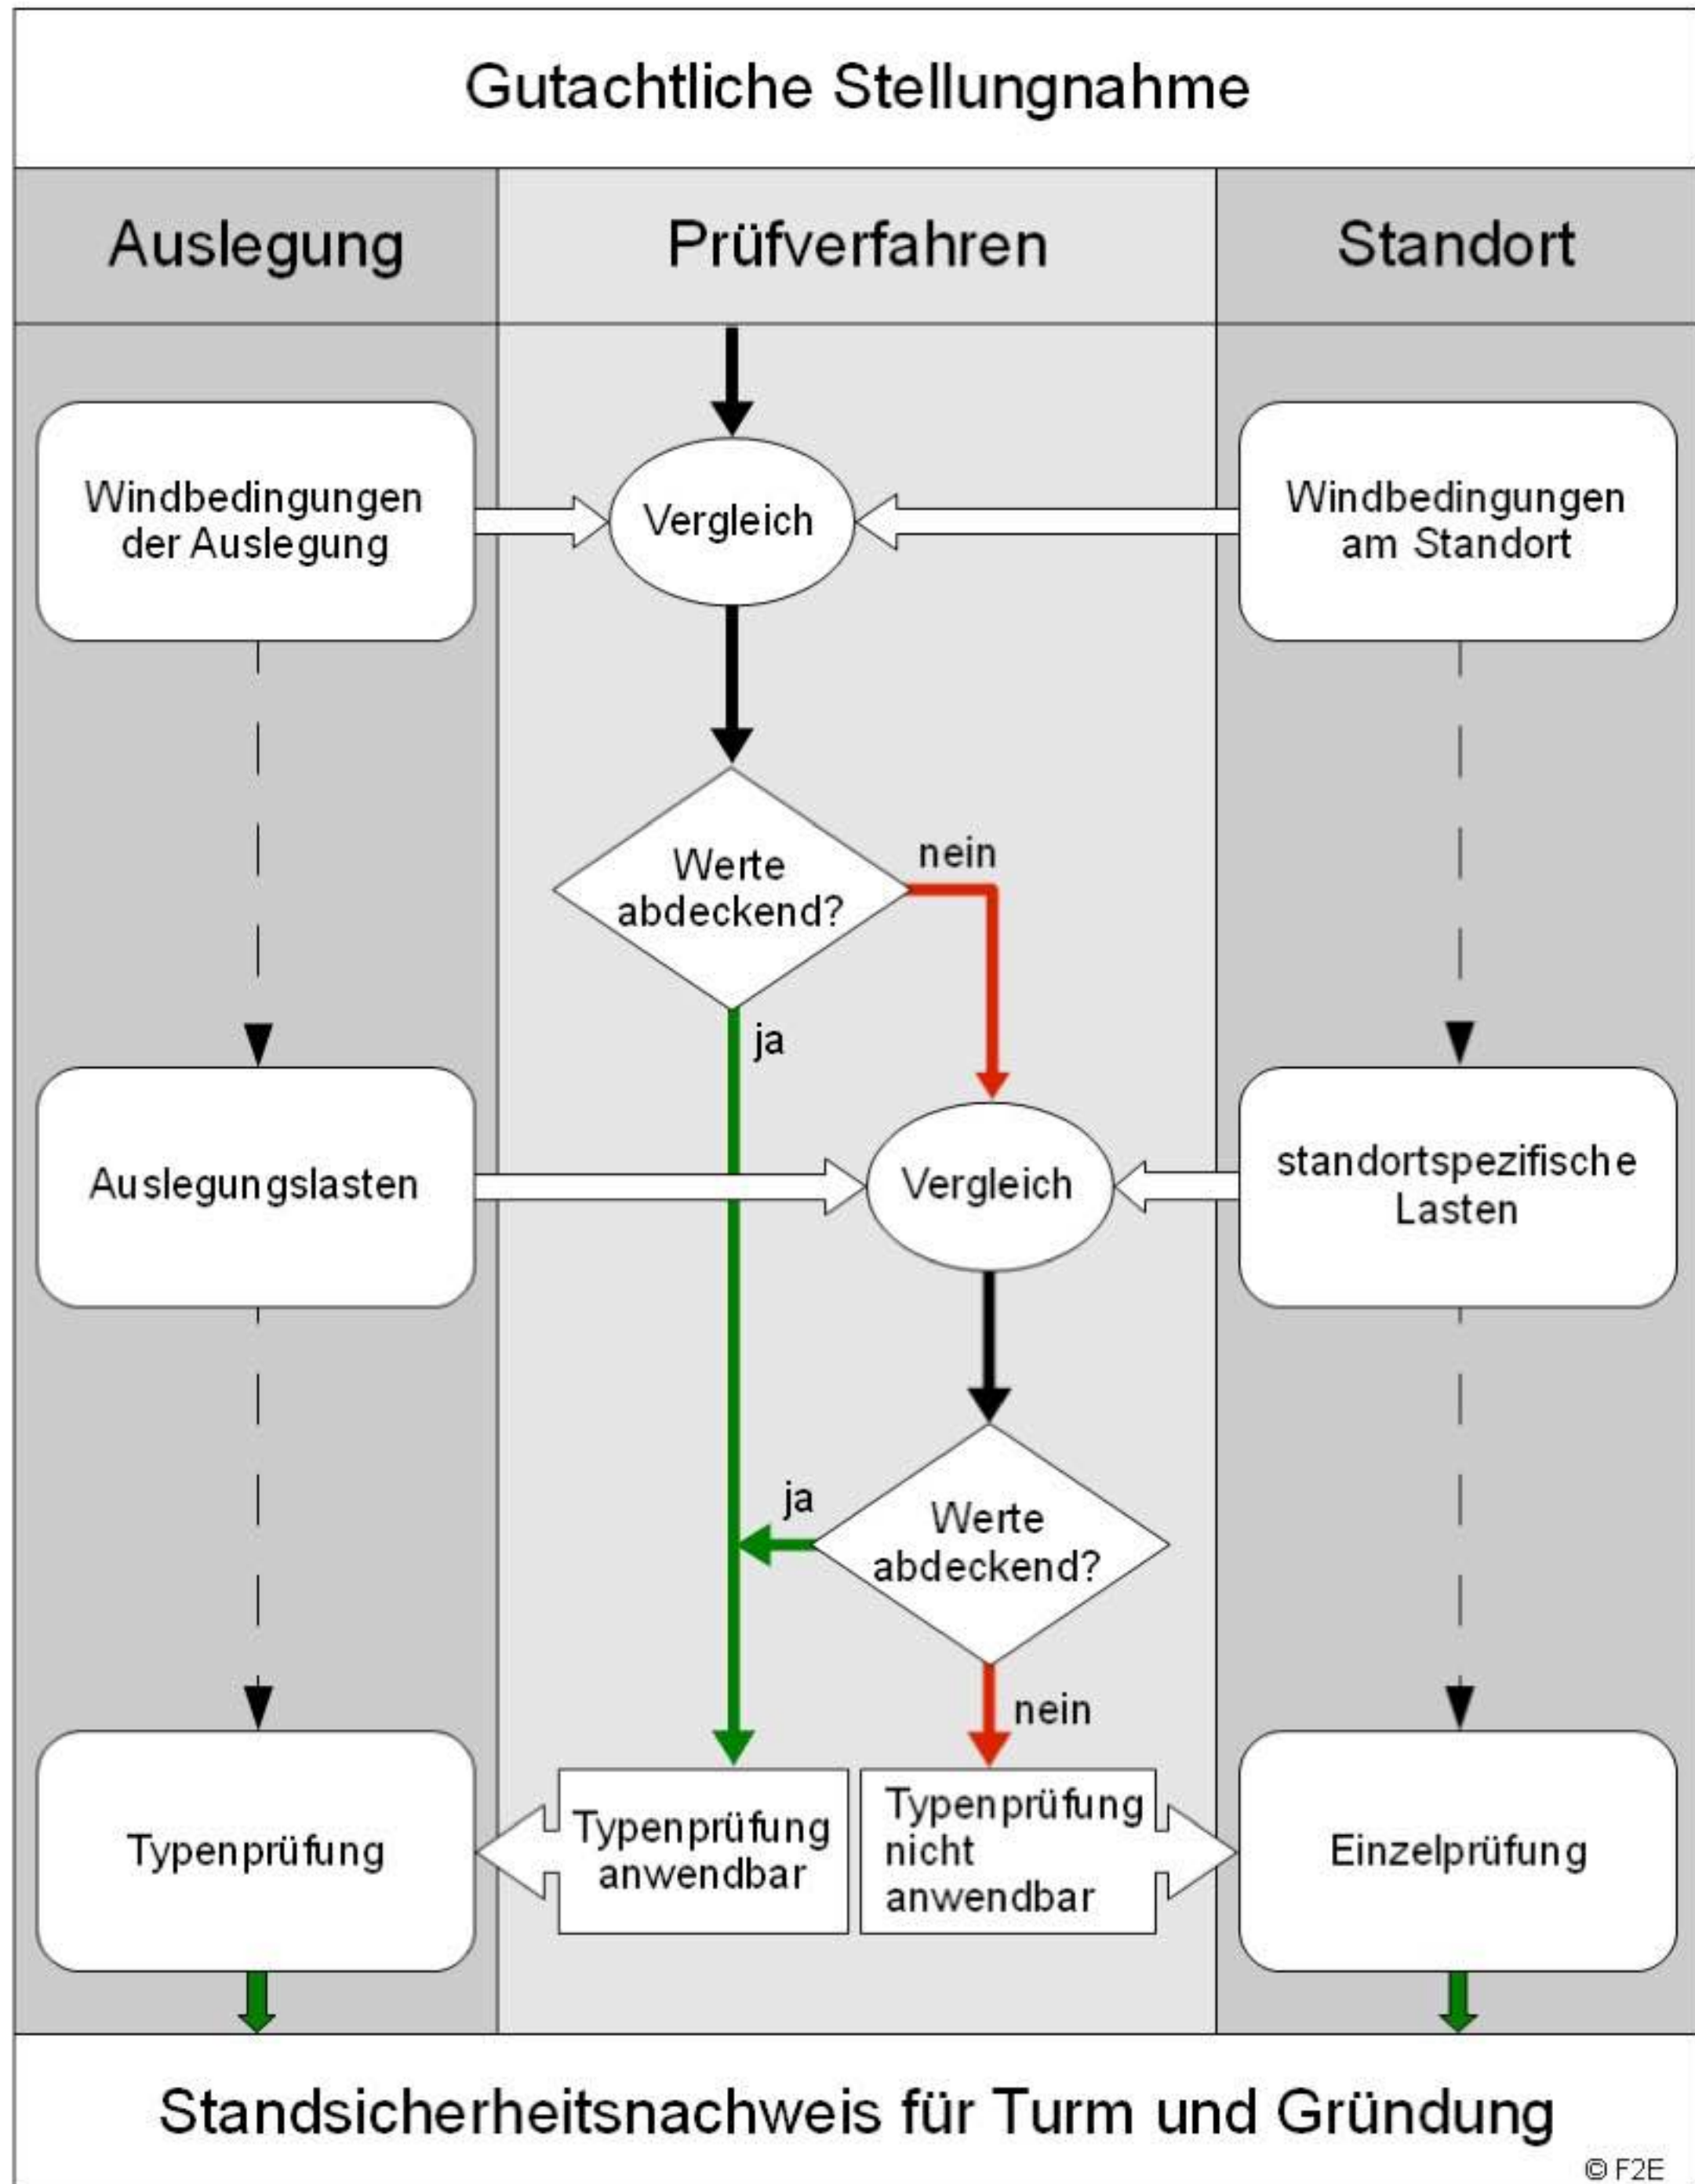 Gutachtliche Stellungnahme
Auslegung
Prüfverfahren
Standort
Windbedingungen
der Auslegung
Vergleich
Windbedingungen
am Standort
Werte
abdeckend?
nein
ja
Auslegungslasten
Vergleich
standortspezifische
Lasten
Werte
abdeckend?
ja
nein
Typenprüfung
Typenprüfung
anwendbar
Typenprüfung
nicht
anwendbar
Einzelprüfung
Standsicherheitsnachweis für Turm und Gründung
© F2E